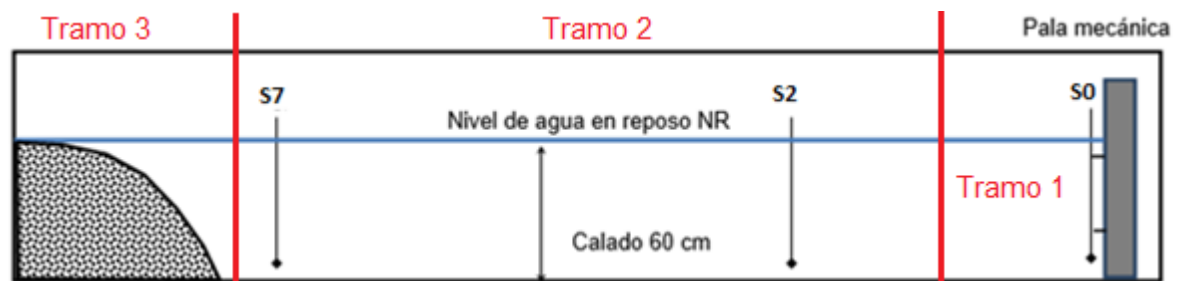 Tramo 3
Tramo 2
Pala mecánica
S7
S2
S0
Nivel de agua en reposo NR
Tramo 1
Calado 60 cm